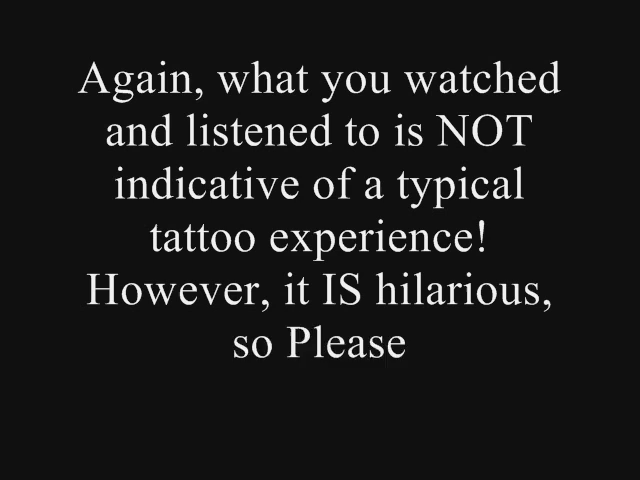 Again, what you watched
and listened to is NOT
indicative of a typical
tattoo experience!
However, it IS hilarious,
so Please